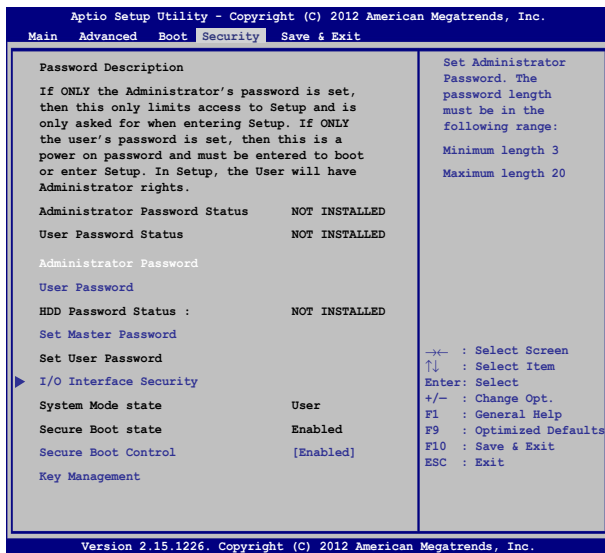 Aptio Setup Utility - Copyright (C) 2012 American Megatrends, Inc.
Main Advanced Boot Security Save & Exit
Password Description
If ONLY the Administrator's password is set,
then this only limits access to Setup and is
only asked for when entering Setup. If ONLY
the user's password is set, then this is a
power on password and must be entered to boot
or enter Setup. In Setup, the User will have
Administrator rights.
Administrator Password Status NOT INSTALLED
User Password Status NOT INSTALLED
Administrator Password
User Password
HDD Password Status : NOT INSTALLED
Set Master Password
Set User Password
I/O Interface Security
System Mode state User
Secure Boot state Enabled
Secure Boot Control [Enabled]
Key Management
Set Administrator
Password. The
password length
must be in the
following range:
Minimum length 3
Maximum length 20
→← : Select Screen
↑↓ : Select Item
Enter: Select
+/— : Change Opt.
F1 : General Help
F9 : Optimized Defaults
F10 : Save & Exit
ESC : Exit
Version 2.15.1226. Copyright (C) 2012 American Megatrends, Inc.